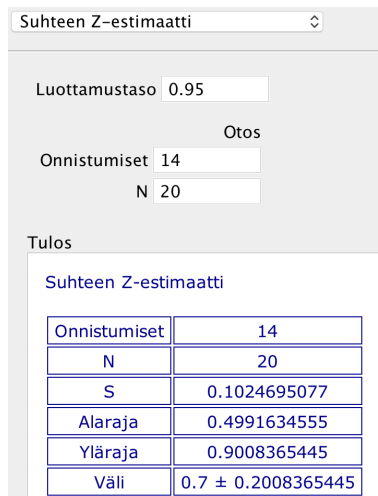 Suhteen Z-estimaatti
Luottamustaso 0.95
Otos
Onnistumiset 14
N 20
Tulos
Suhteen Z-estimaatti
Onnistumiset 14
N 20
S 0.1024695077
Alaraja 0.4991634555
Yläraja 0.9008365445
Väli 0.7 ± 0.2008365445